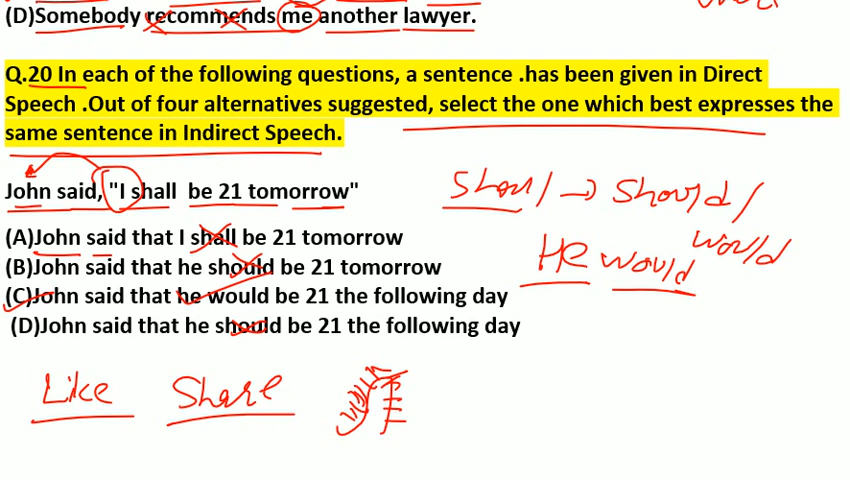 (D)Somebody recommends me another lawyer.
Q.20 In each of the following questions, a sentence .has been given in Direct
Speech .Out of four alternatives suggested, select the one which best expresses the
same sentence in Indirect Speech.
John said, "I shall be 21 tomorrow"
(A)John said that I shall be 21 tomorrow
(B)John said that he should be 21 tomorrow
(C)John said that he would be 21 the following day
(D)John said that he should be 21 the following day
→ Should/
would
He would
Like Share